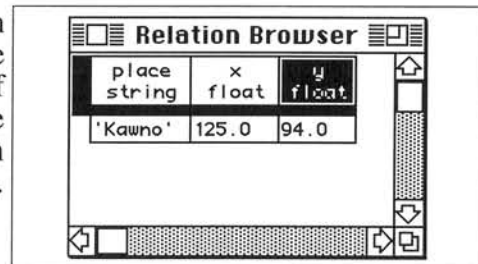 Relation Browser
place x y
string float float
'Kawno' 125.0 94.0